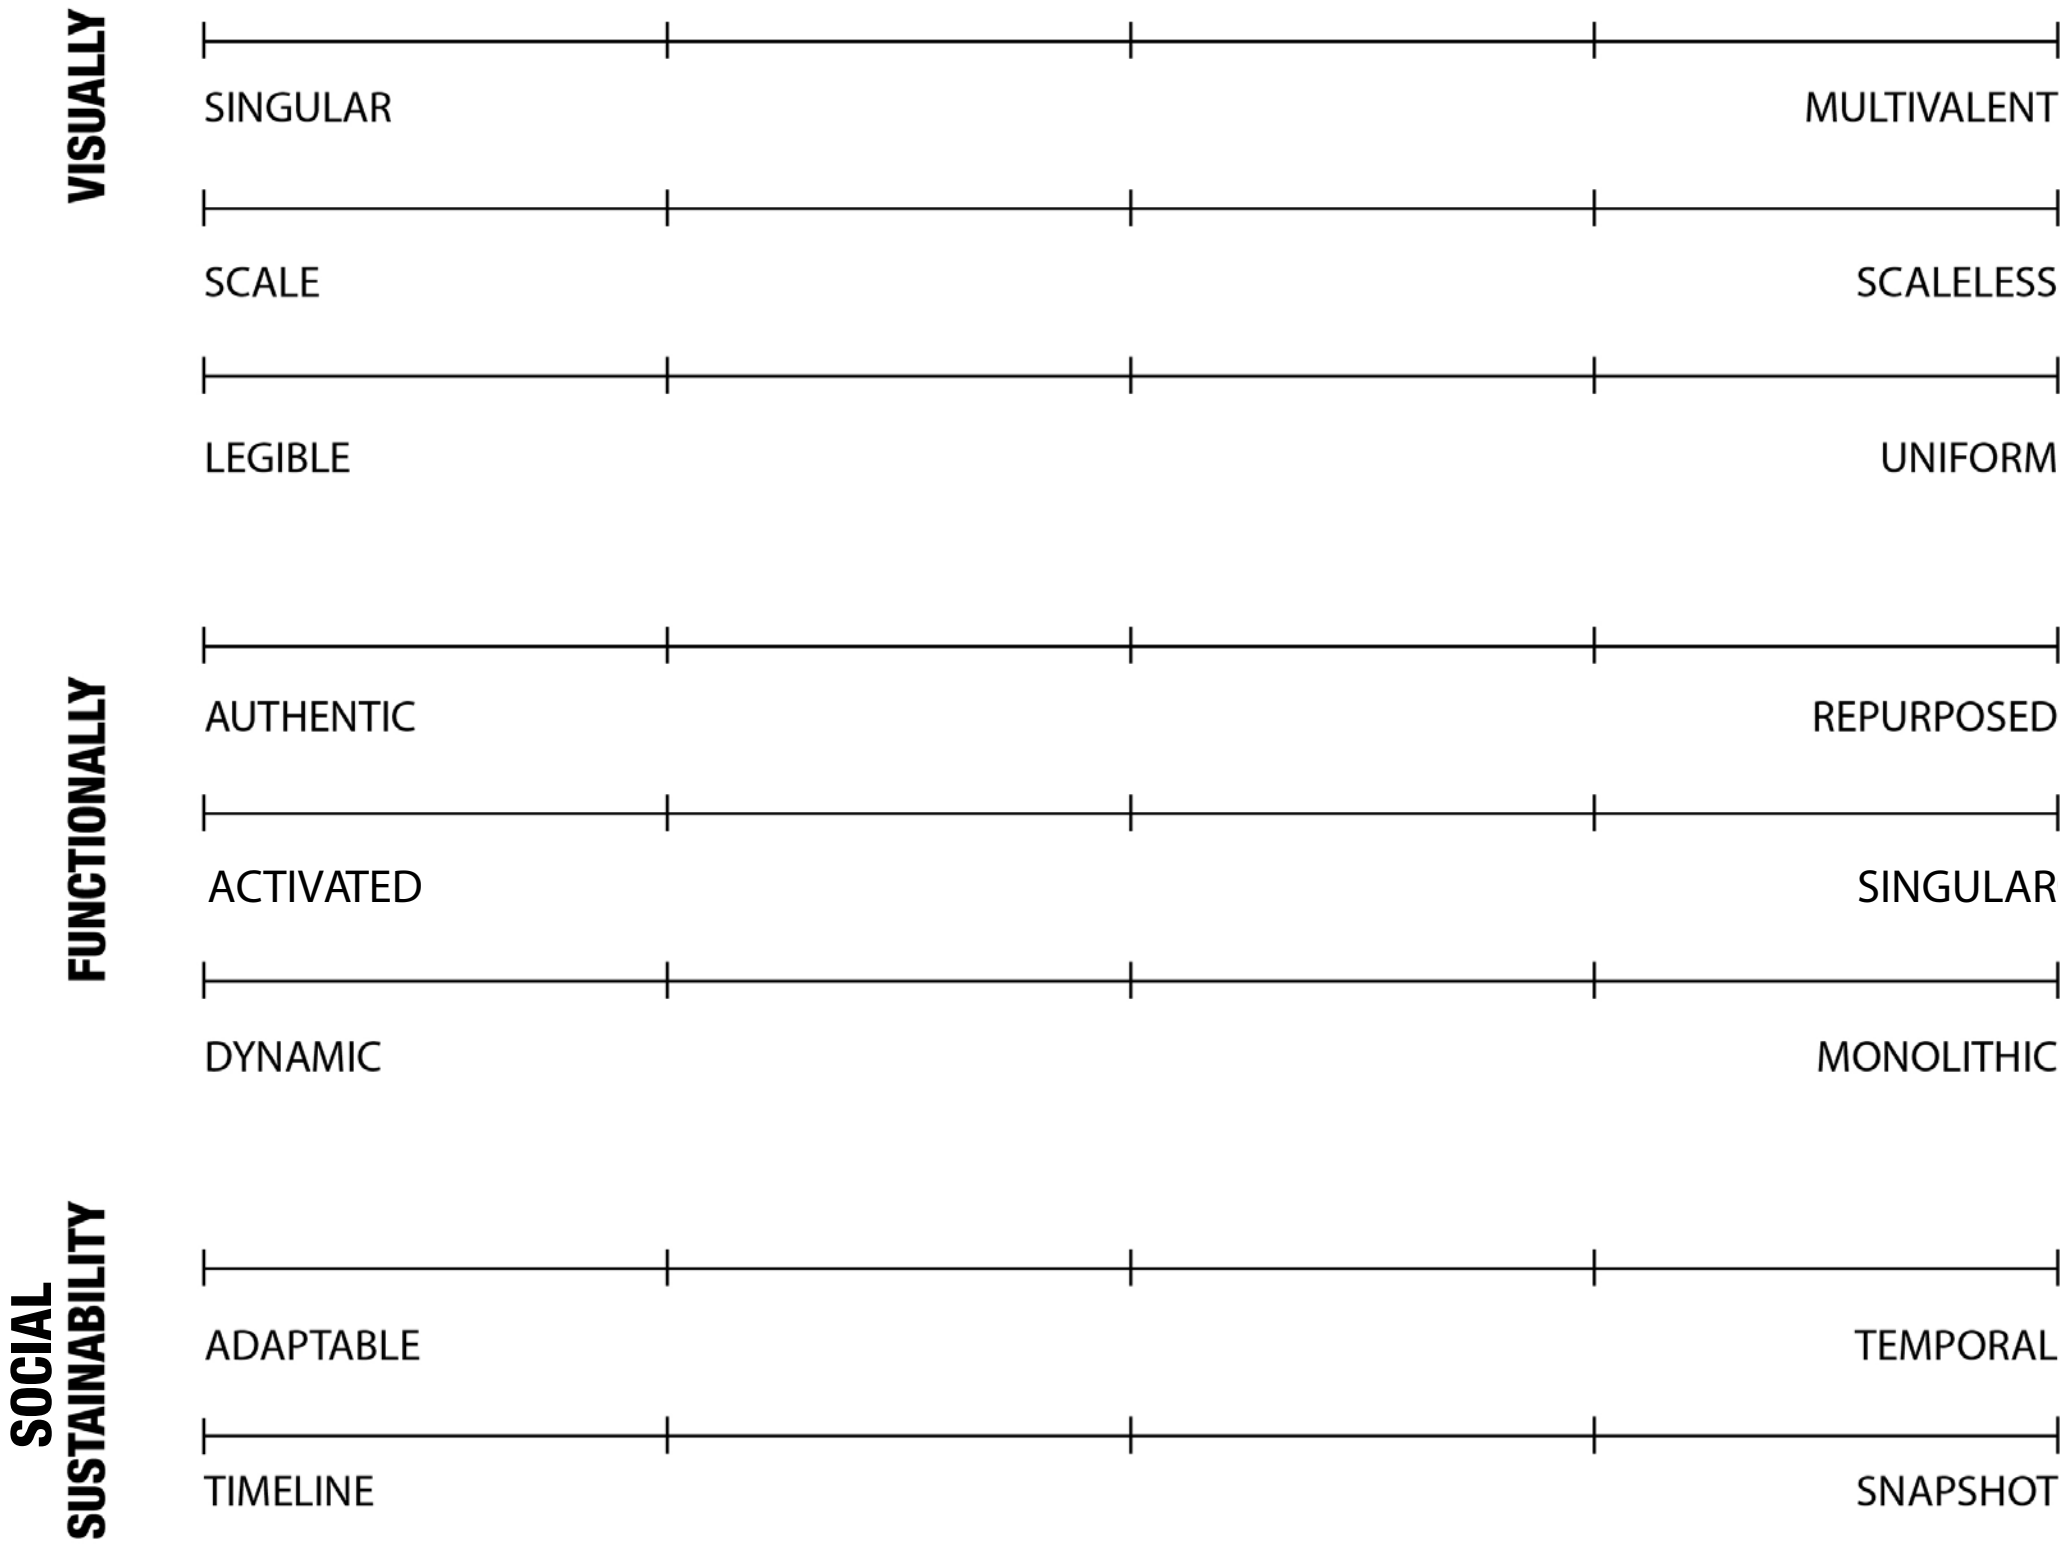 VISUALLY
SINGULAR MULTIVALENT
SCALE SCALELESS
LEGIBLE UNIFORM
FUNCTIONALLY
AUTHENTIC REPURPOSED
ACTIVATED SINGULAR
DYNAMIC MONOLITHIC
SOCIAL
SUSTAINABILITY
ADAPTABLE TEMPORAL
TIMELINE SNAPSHOT